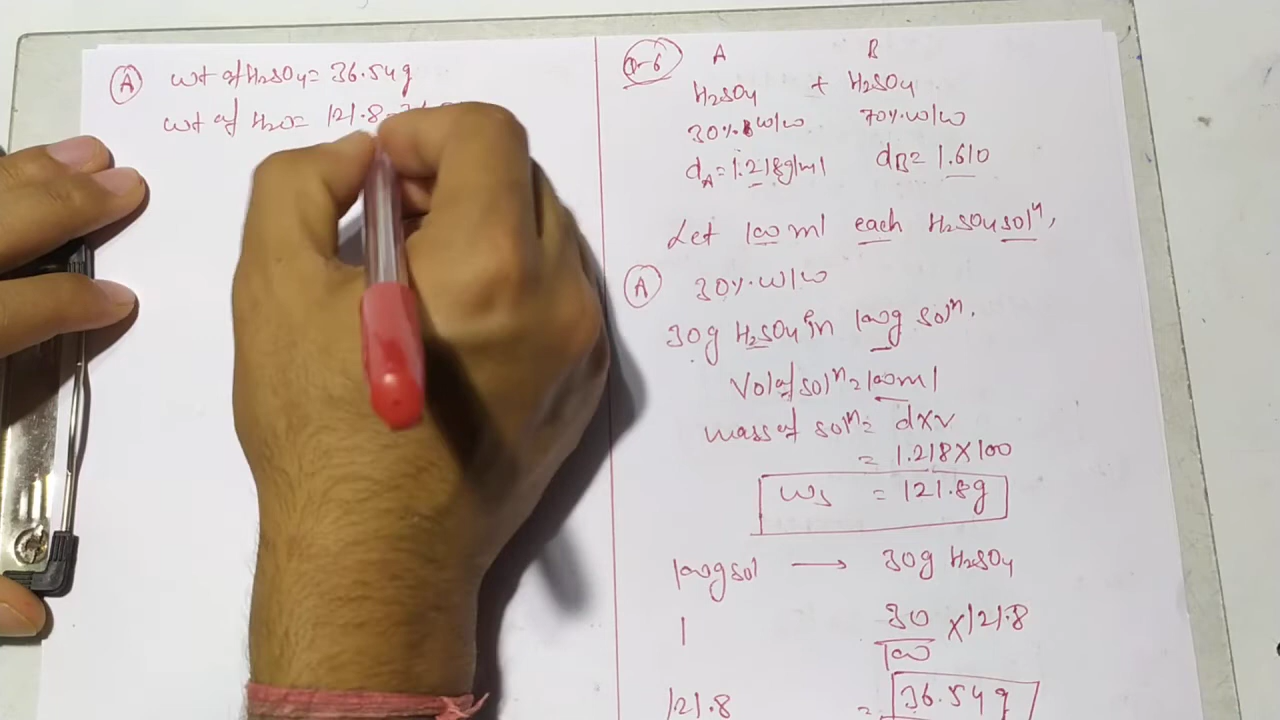 A wt of H2SO4 = 36.54g
wt of H2O = 121.8-
Q-6 A B
H2SO4 + H2SO4
30% w/w 70% w/w
dA = 1.218g/ml dB = 1.610
Let 100 ml each H2SO4 solⁿ,
A 30% w/w
30g H2SO4 in 100g solⁿ.
Vol of solⁿ = 100ml
mass of solⁿ = d×v
= 1.218×100
Ws = 121.8g
100g sol → 30g H2SO4
1 30/100 ×121.8
121.8 = 36.54g